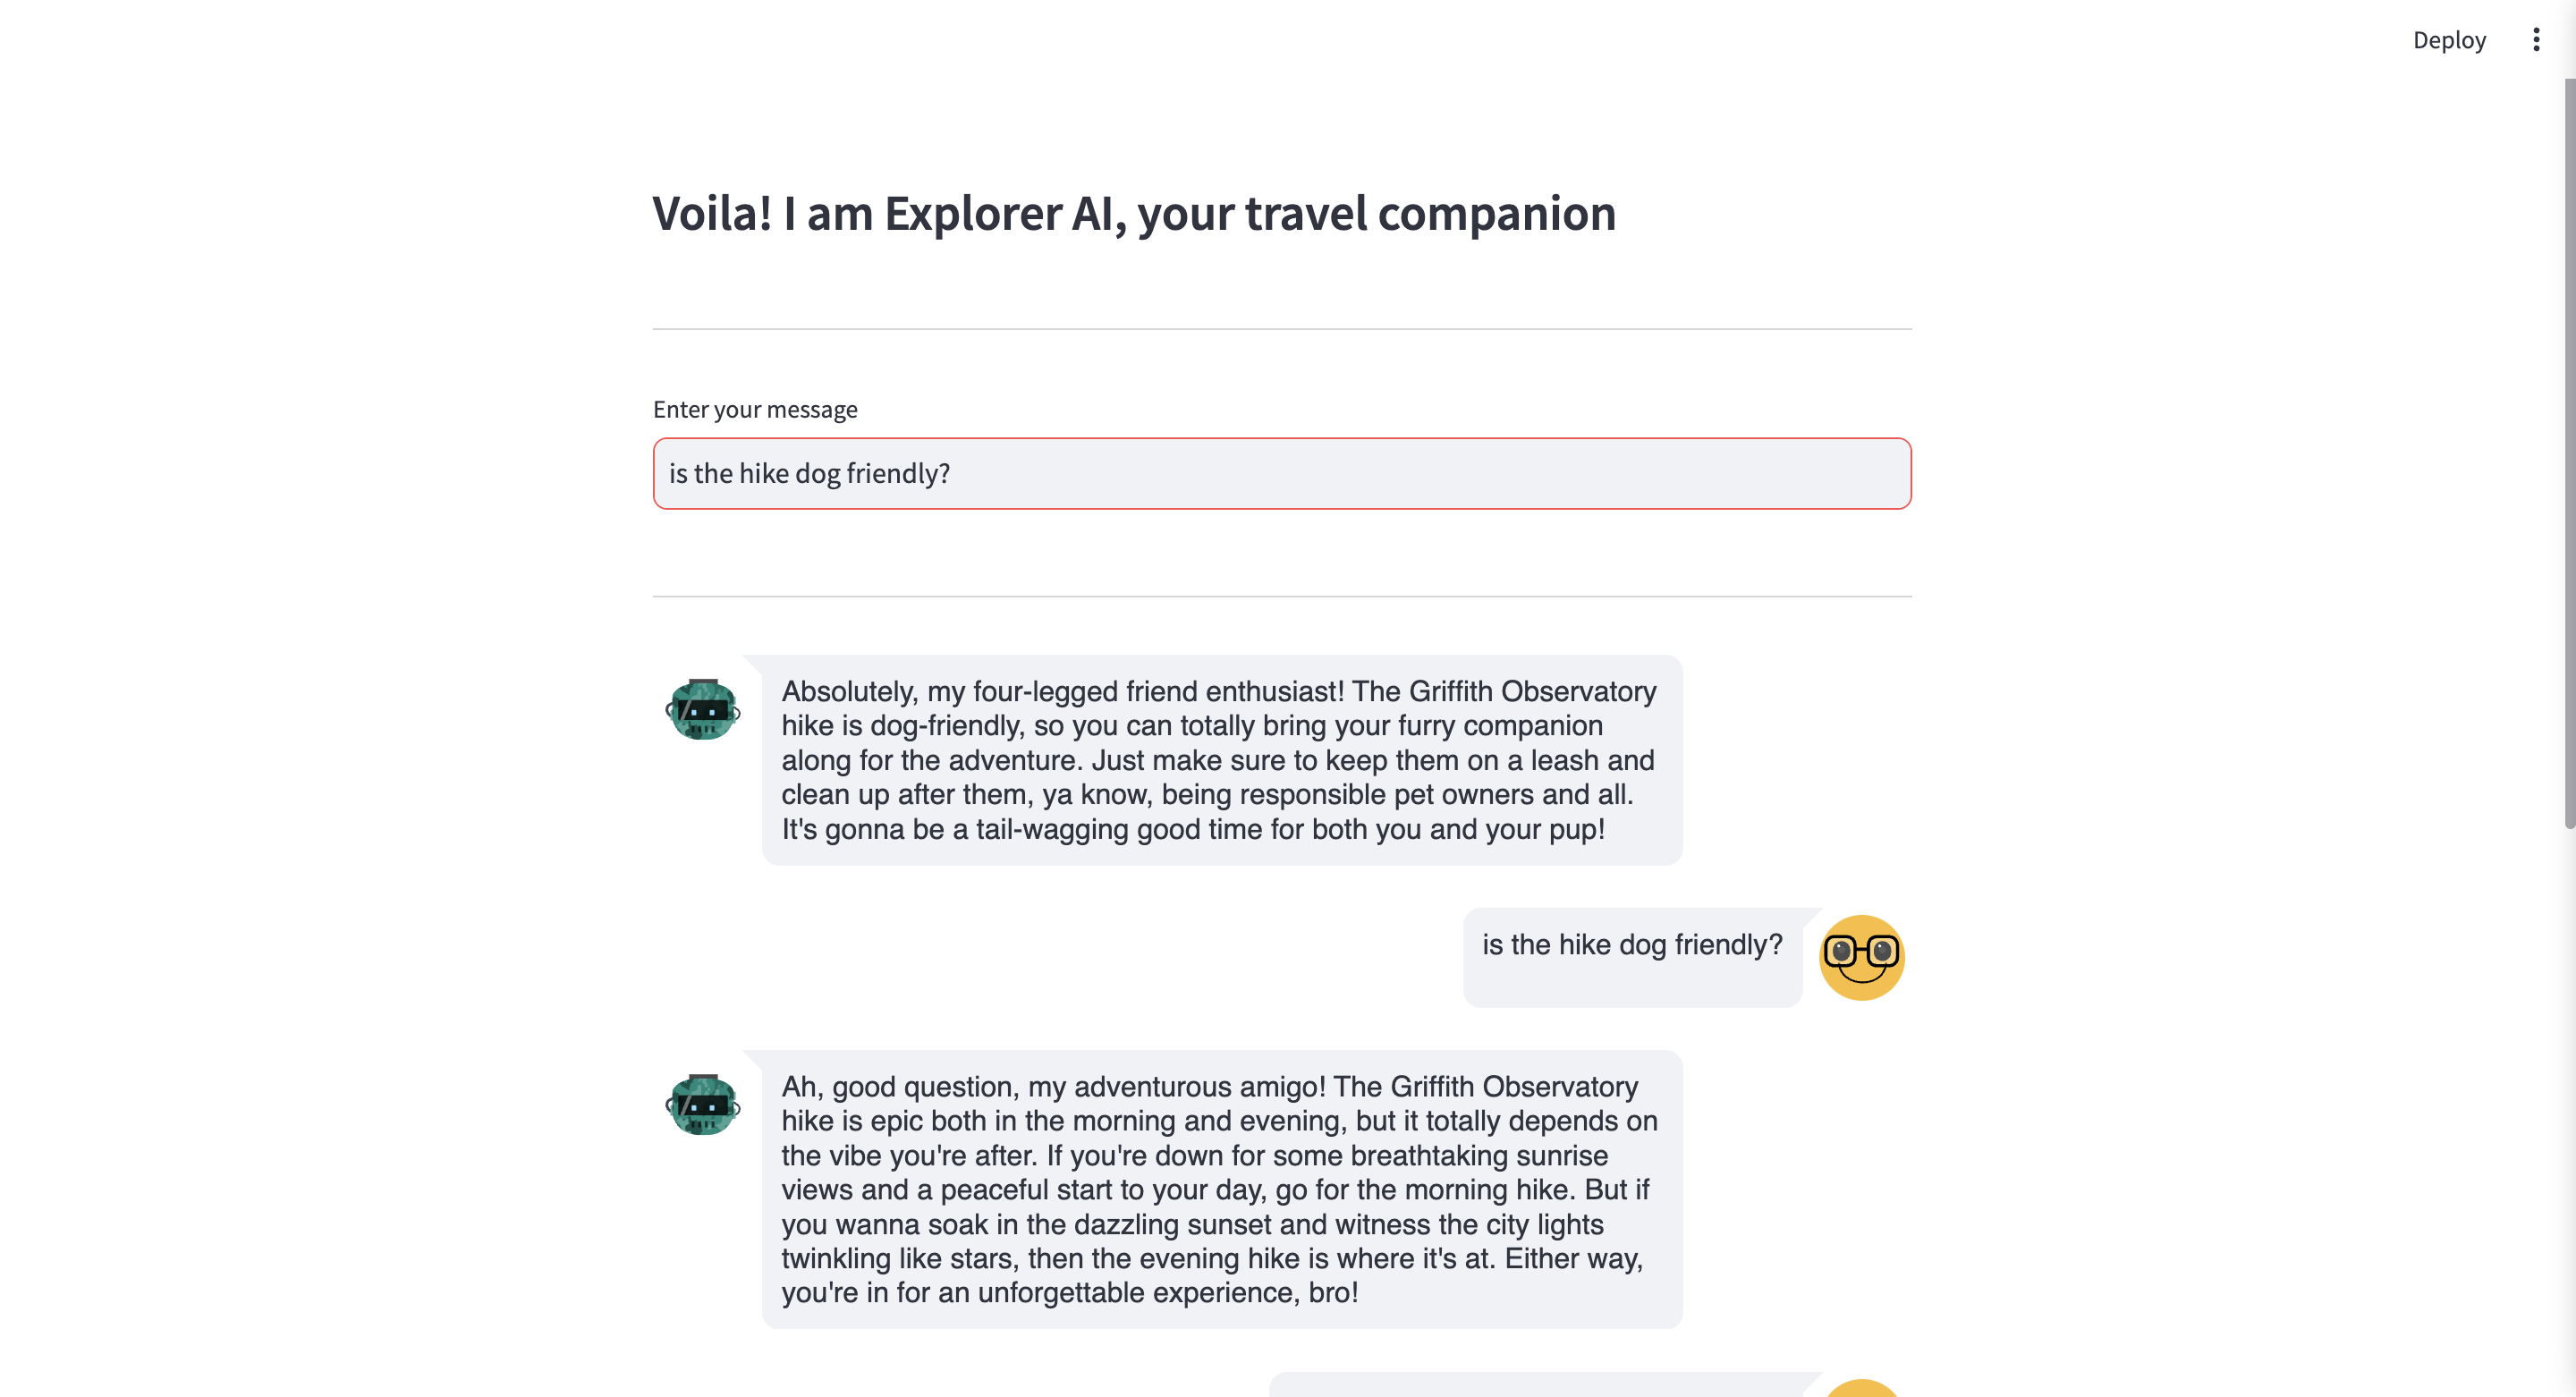 Deploy
Voila! I am Explorer AI, your travel companion
Enter your message
is the hike dog friendly?
Absolutely, my four-legged friend enthusiast! The Griffith Observatory
hike is dog-friendly, so you can totally bring your furry companion
along for the adventure. Just make sure to keep them on a leash and
clean up after them, ya know, being responsible pet owners and all.
It's gonna be a tail-wagging good time for both you and your pup!
is the hike dog friendly?
Ah, good question, my adventurous amigo! The Griffith Observatory
hike is epic both in the morning and evening, but it totally depends on
the vibe you're after. If you're down for some breathtaking sunrise
views and a peaceful start to your day, go for the morning hike. But if
you wanna soak in the dazzling sunset and witness the city lights
twinkling like stars, then the evening hike is where it's at. Either way,
you're in for an unforgettable experience, bro!